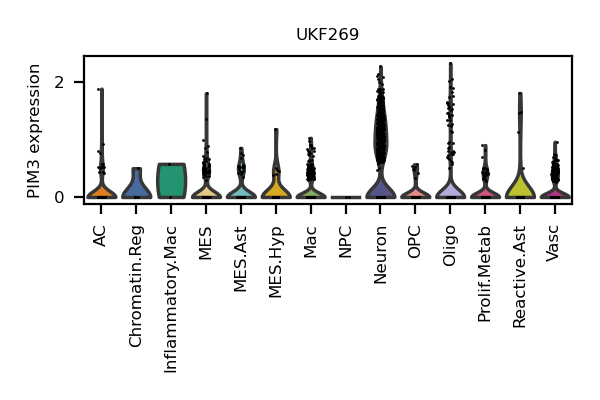 UKF269
PIM3 expression
2
0
AC
Chromatin.Reg
Inflammatory.Mac
MES
MES.Ast
MES.Hyp
Mac
NPC
Neuron
OPC
Oligo
Prolif.Metab
Reactive.Ast
Vasc